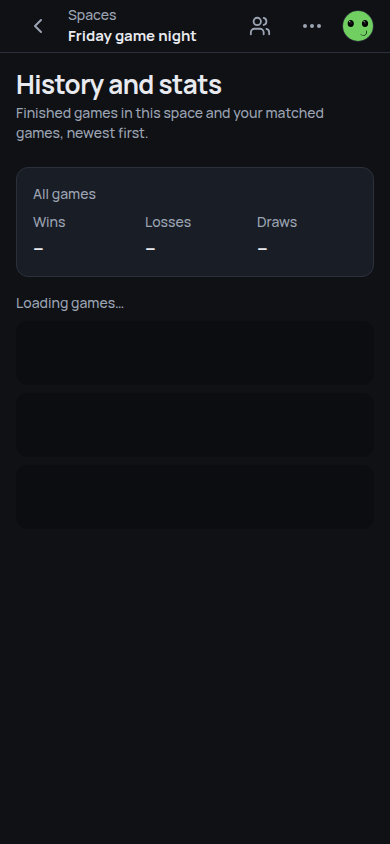 Spaces
Friday game night
History and stats
Finished games in this space and your matched
games, newest first.
All games
Wins Losses Draws
– – –
Loading games…